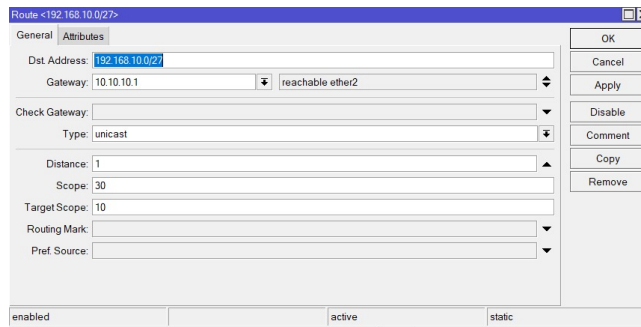 Route <192.168.10.0/27>
General Attributes
OK
Dst. Address: 192.168.10.0/27
Cancel
Gateway: 10.10.10.1 reachable ether2
Apply
Check Gateway:
Disable
Type: unicast
Comment
Distance: 1
Copy
Scope: 30
Remove
Target Scope: 10
Routing Mark:
Pref. Source:
enabled active static